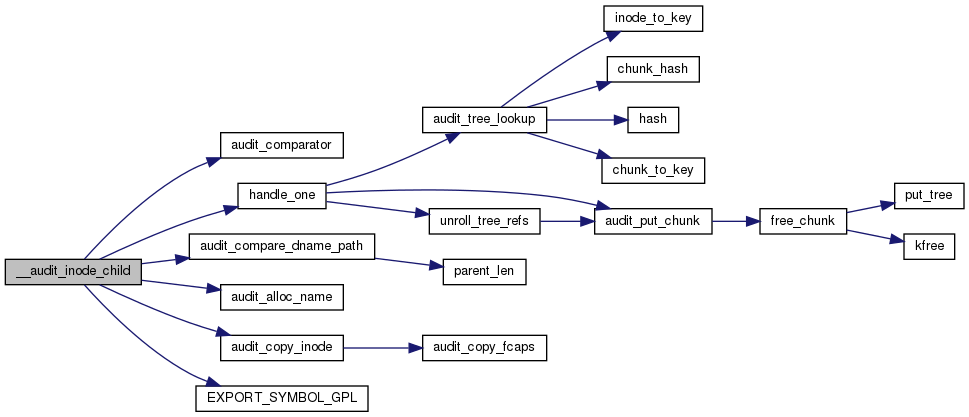 inode_to_key
chunk_hash
audit_tree_lookup
hash
audit_comparator
chunk_to_key
handle_one
put_tree
unroll_tree_refs
audit_put_chunk
free_chunk
audit_compare_dname_path
kfree
__audit_inode_child
parent_len
audit_alloc_name
audit_copy_inode
audit_copy_fcaps
EXPORT_SYMBOL_GPL